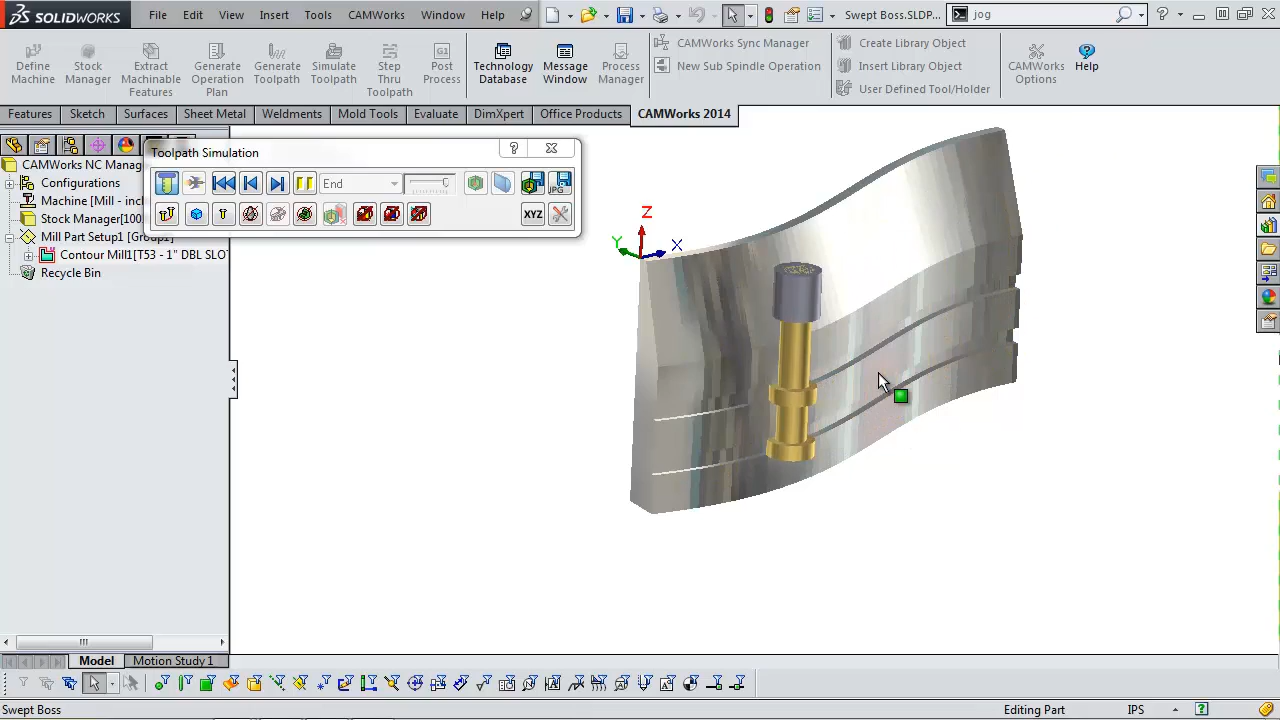 SOLIDWORKS
File Edit View Insert Tools CAMWorks Window Help
Swept Boss.SLDP...
jog
Define Machine
Stock Manager
Extract Machinable Features
Generate Operation Plan
Generate Toolpath
Simulate Toolpath
Step Thru Toolpath
G1
Post Process
Technology Database
Message Window
Process Manager
CAMWorks Sync Manager
New Sub Spindle Operation
Create Library Object
Insert Library Object
User Defined Tool/Holder
CAMWorks Options
Help
Features Sketch Surfaces Sheet Metal Weldments Mold Tools Evaluate DimXpert Office Products CAMWorks 2014
Toolpath Simulation
End
JPG
XYZ
CAMWorks NC Manag
Configurations
Machine [Mill - incl
Stock Manager[100
Mill Part Setup1 [Group1]
Contour Mill1[T53 - 1" DBL SLO
Recycle Bin
Z
Y
X
Model Motion Study 1
Swept Boss
Editing Part
IPS